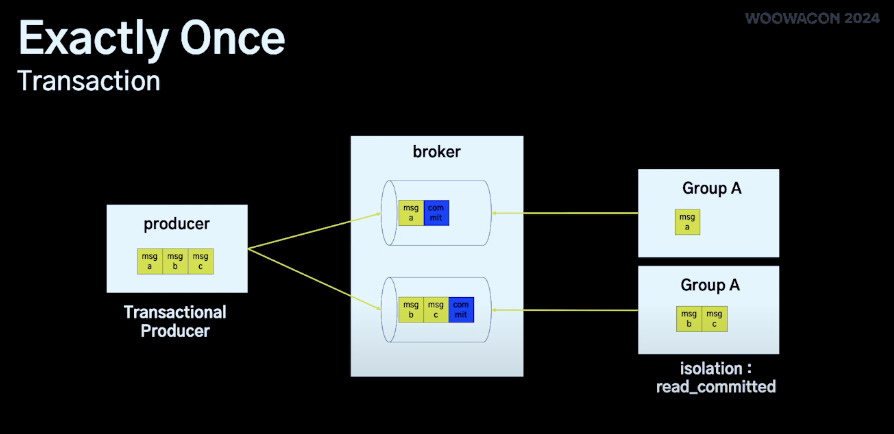 WOOWACON 2024
Exactly Once
Transaction
broker
producer
msg
a
msg
b
msg
c
Transactional
Producer
msg
a
com
mit
msg
b
msg
c
com
mit
Group A
msg
a
Group A
msg
b
msg
c
isolation :
read_committed